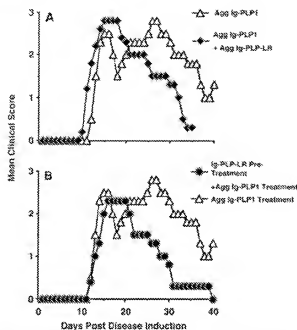 A
Agg Ig-PLP1
Agg Ig-PLP1
+ Agg Ig-PLP-LR
3
2
1
0
Mean Clinical Score
B
Ig-PLP-LR Pre-
Treatment
+Agg Ig-PLP1 Treatment
Agg Ig-PLP1 Treatment
3
2
1
0
0 10 20 30 40
Days Post Disease Induction